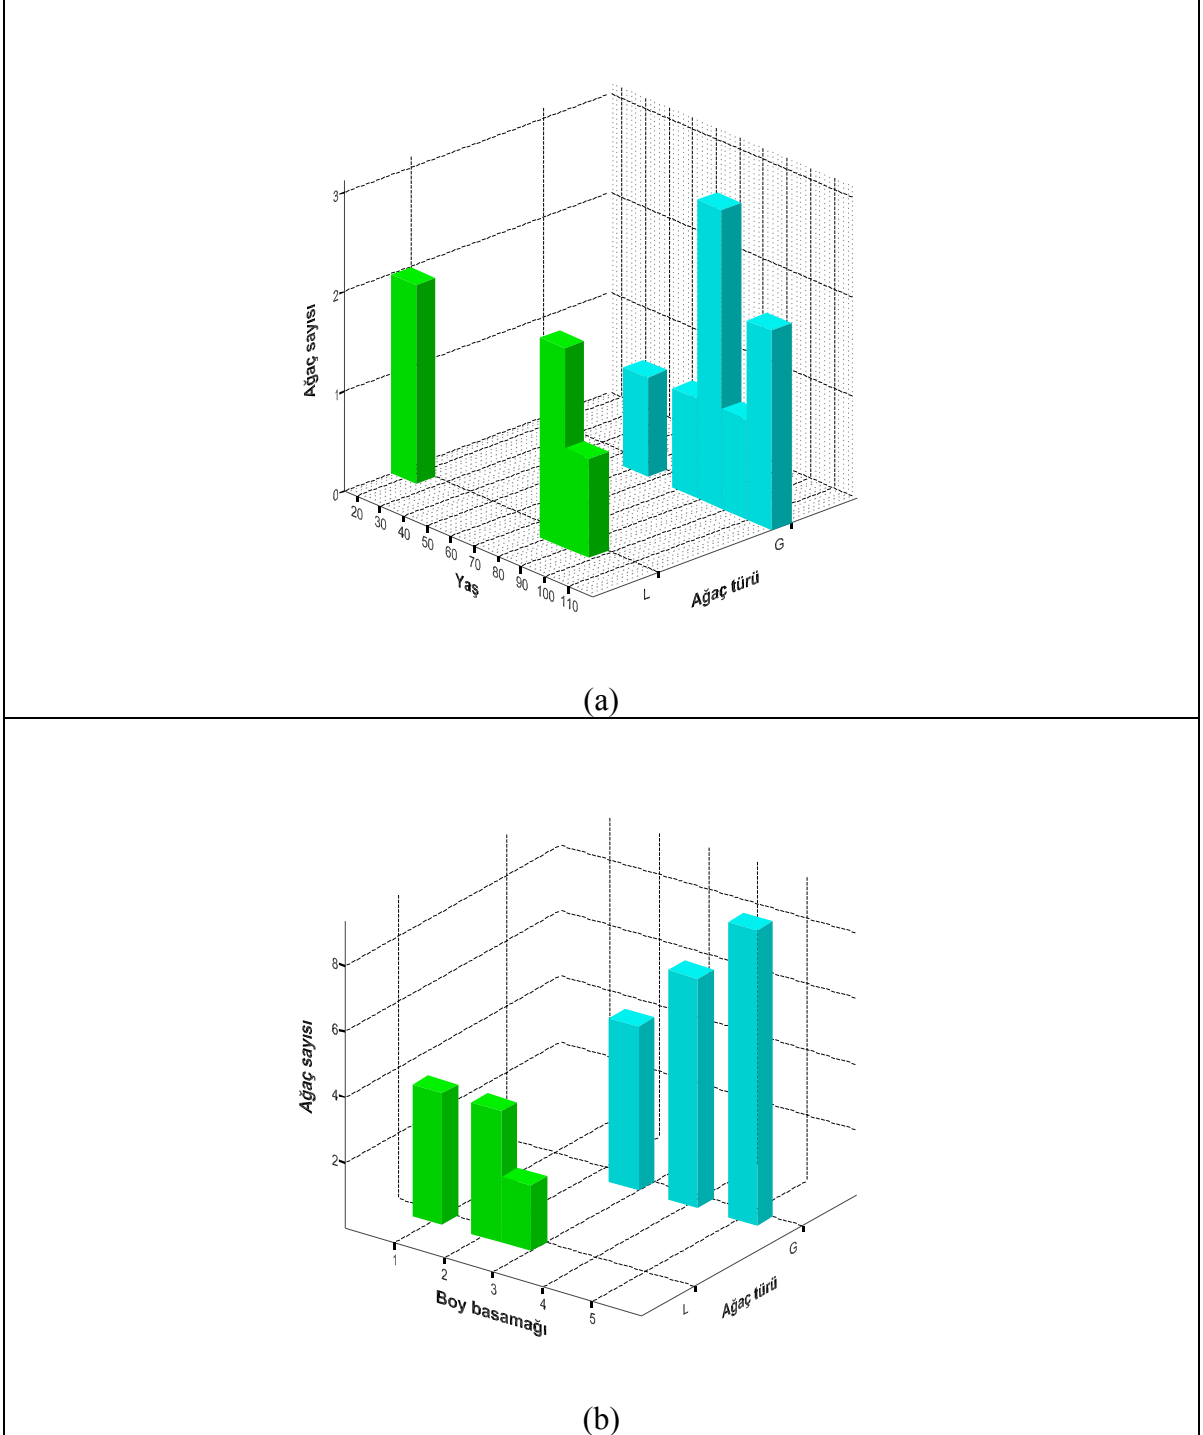 3
2
1
0
Ağaç sayısı
20 30 40 50 60 70 80 90 100 110
Yaş
L G
Ağaç türü
(a)
8
6
4
2
Ağaç sayısı
1 2 3 4 5
Boy basamağı
L G
Ağaç türü
(b)